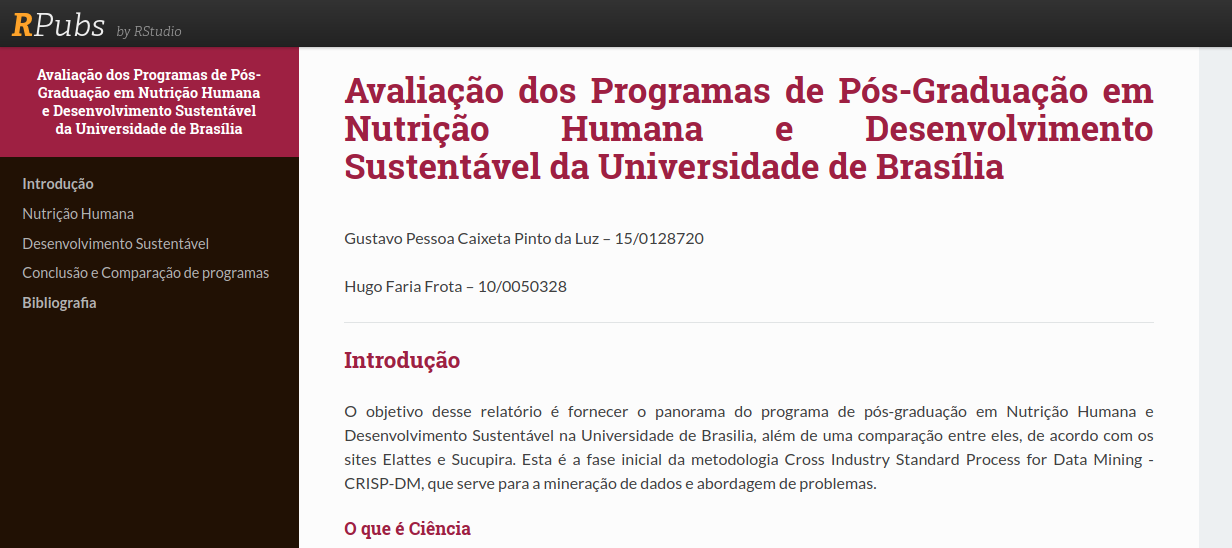 RPubs by RStudio
Avaliação dos Programas de Pós-
Graduação em Nutrição Humana
e Desenvolvimento Sustentável
da Universidade de Brasília
Introdução
Nutrição Humana
Desenvolvimento Sustentável
Conclusão e Comparação de programas
Bibliografia
Avaliação dos Programas de Pós-Graduação em
Nutrição Humana e Desenvolvimento
Sustentável da Universidade de Brasília
Gustavo Pessoa Caixeta Pinto da Luz – 15/0128720
Hugo Faria Frota – 10/0050328
Introdução
O objetivo desse relatório é fornecer o panorama do programa de pós-graduação em Nutrição Humana e
Desenvolvimento Sustentável na Universidade de Brasilia, além de uma comparação entre eles, de acordo com os
sites Elattes e Sucupira. Esta é a fase inicial da metodologia Cross Industry Standard Process for Data Mining -
CRISP-DM, que serve para a mineração de dados e abordagem de problemas.
O que é Ciência